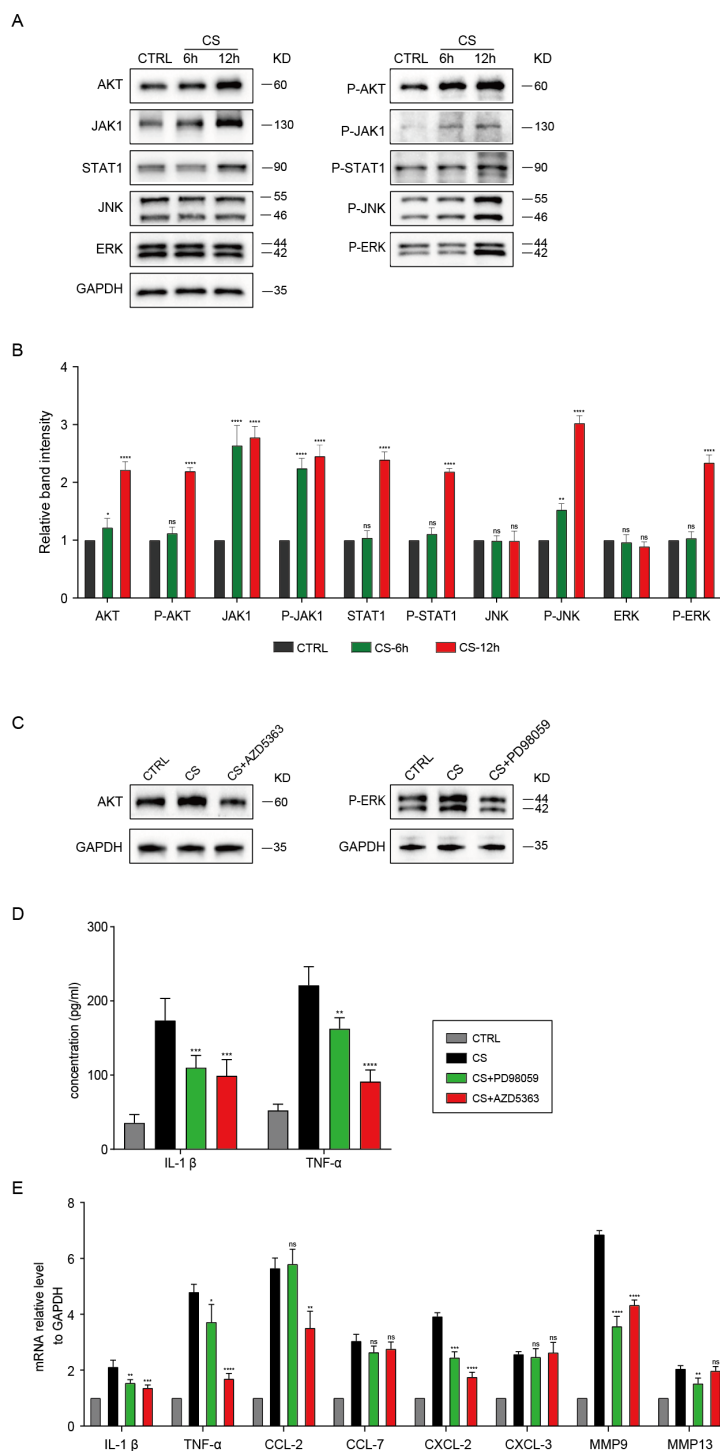 A
CS
CTRL 6h 12h KD
AKT 60
JAK1 130
STAT1 90
JNK 55
46
ERK 44
42
GAPDH 35
CS
CTRL 6h 12h KD
P-AKT 60
P-JAK1 130
P-STAT1 90
P-JNK 55
46
P-ERK 44
42
B
Relative band intensity
4
3
2
1
0
* **** ns **** **** **** **** **** ns **** ns **** ns ns ** **** ns ns ns ****
AKT P-AKT JAK1 P-JAK1 STAT1 P-STAT1 JNK P-JNK ERK P-ERK
CTRL CS-6h CS-12h
C
CTRL CS CS+AZD5363 KD
AKT 60
GAPDH 35
CTRL CS CS+PD98059 KD
P-ERK 44
42
GAPDH 35
D
concentration (pg/ml)
300
200
100
0
*** *** ** ****
IL-1 β TNF-α
CTRL
CS
CS+PD98059
CS+AZD5363
E
mRNA relative level
to GAPDH
8
6
4
2
0
** *** * **** ns ** ns ns *** **** ns ns **** **** ** ns
IL-1 β TNF-α CCL-2 CCL-7 CXCL-2 CXCL-3 MMP9 MMP13